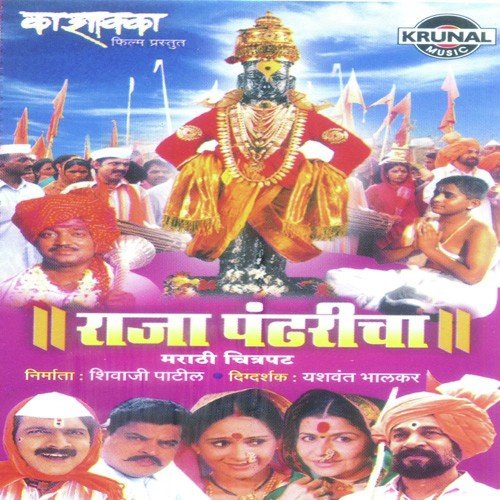 काशाक्का
फिल्म प्रस्तुत
KRUNAL
MUSIC
॥ राजा पंढरीचा ॥
मराठी चित्रपट
निर्माता : शिवाजी पाटील • दिग्दर्शक : यशवंत भालकर